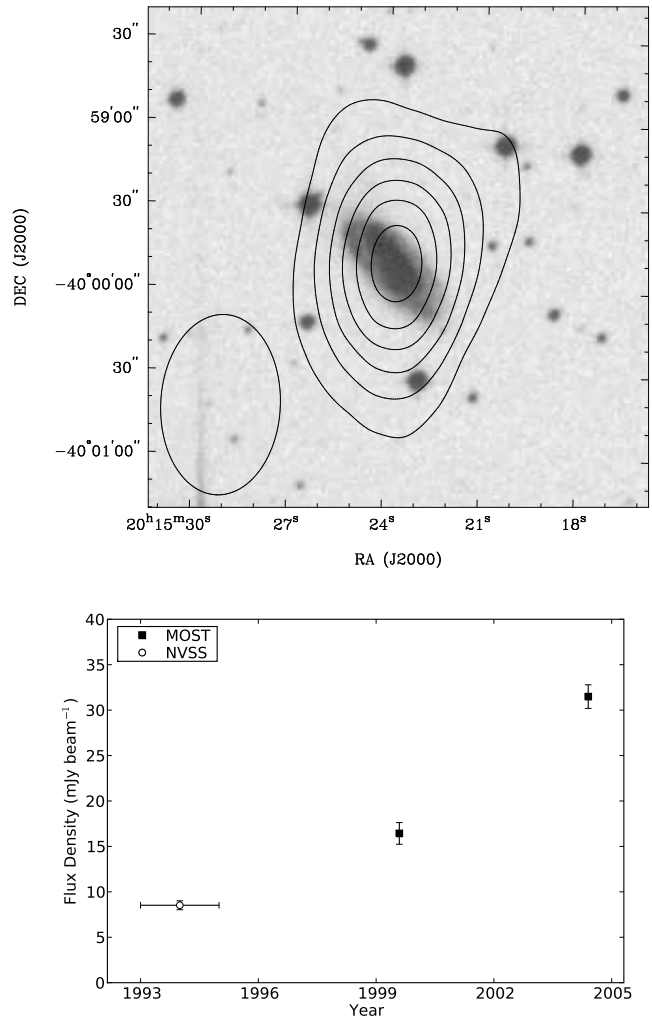 30″
59′00″
30″
DEC (J2000)
−40°00′00″
30″
−40°01′00″
20ʰ15ᵐ30ˢ 27ˢ 24ˢ 21ˢ 18ˢ
RA (J2000)
40
MOST
NVSS
35
30
25
20
15
10
5
0
Flux Density (mJy beam⁻¹)
1993 1996 1999 2002 2005
Year